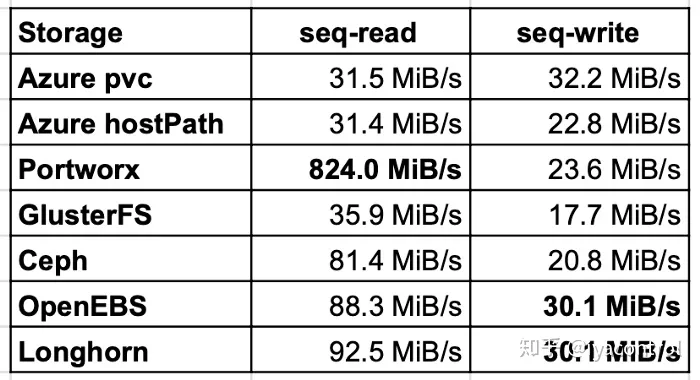 Storage seq-read seq-write
Azure pvc 31.5 MiB/s 32.2 MiB/s
Azure hostPath 31.4 MiB/s 22.8 MiB/s
Portworx 824.0 MiB/s 23.6 MiB/s
GlusterFS 35.9 MiB/s 17.7 MiB/s
Ceph 81.4 MiB/s 20.8 MiB/s
OpenEBS 88.3 MiB/s 30.1 MiB/s
Longhorn 92.5 MiB/s 30.1 MiB/s
知乎